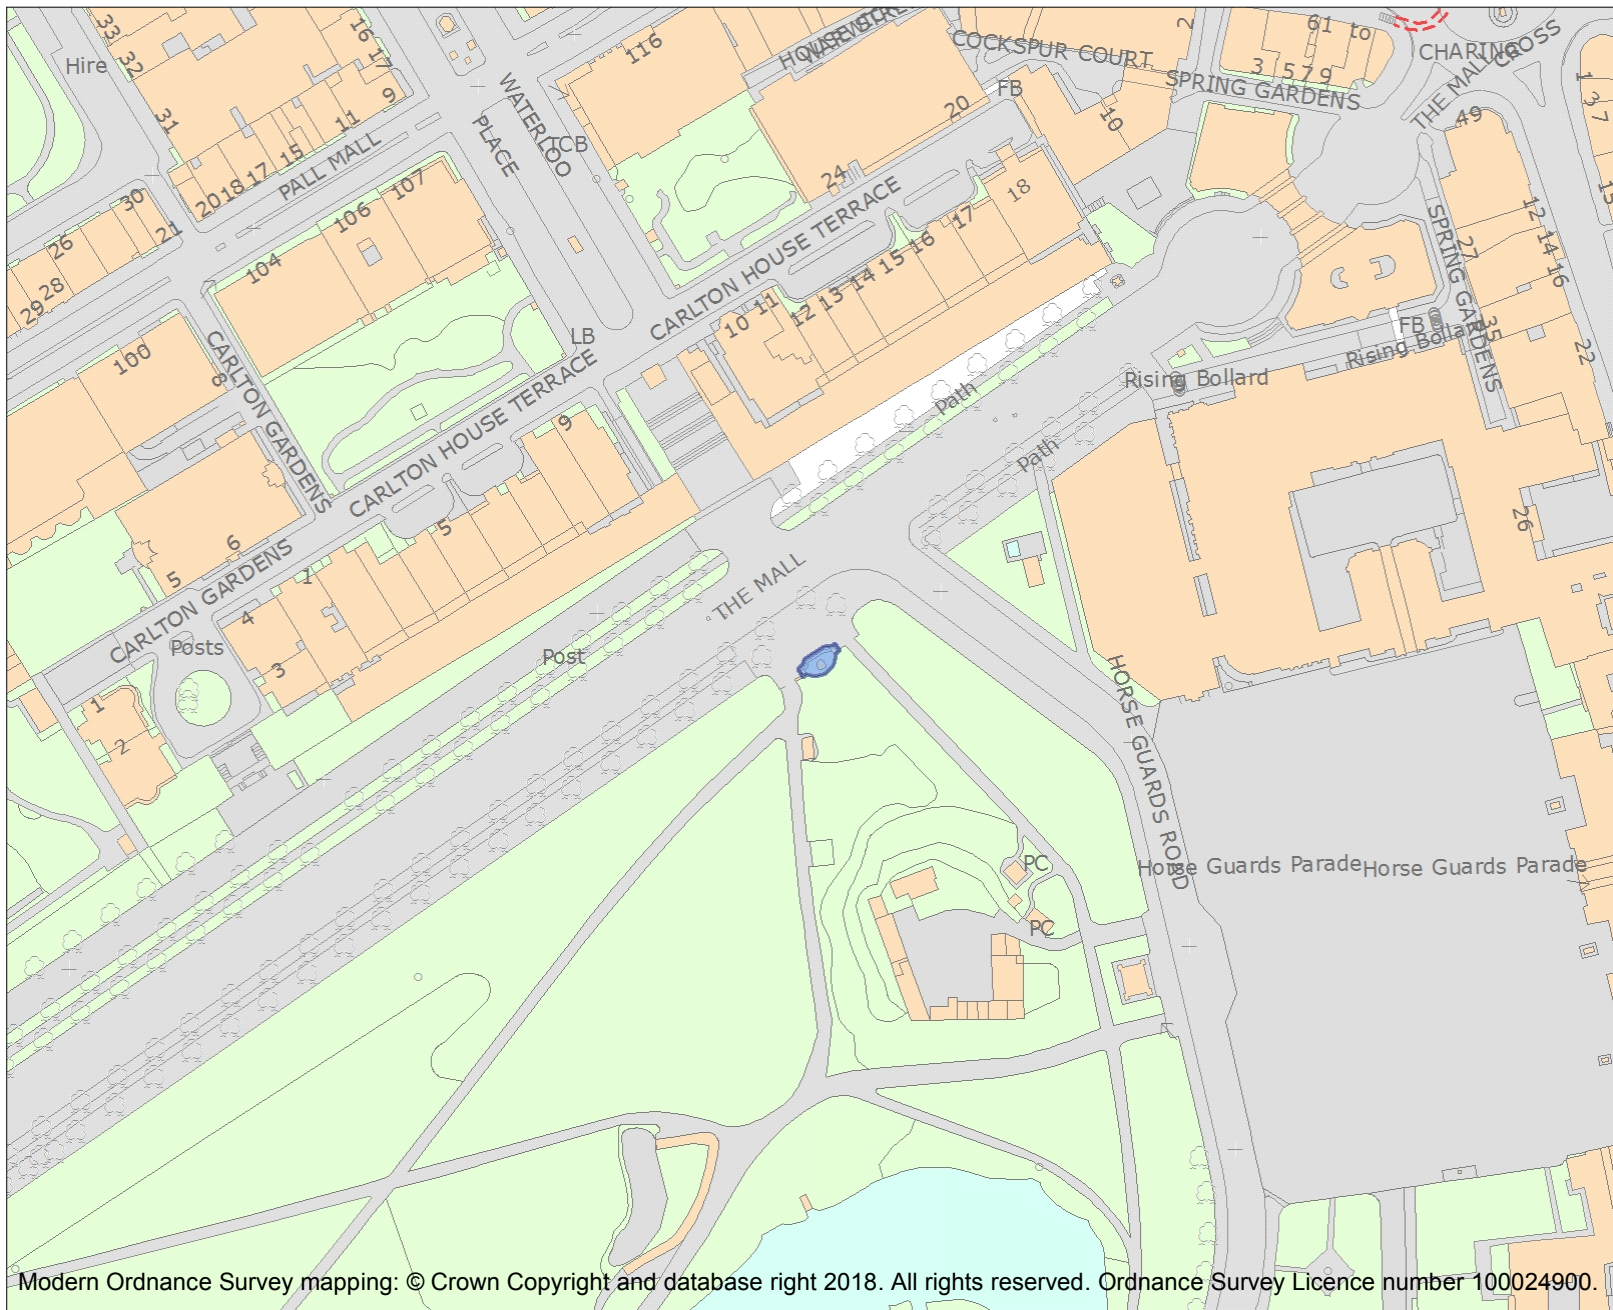 33
32
Hire
31
16
17
9
11
15
17
18
20
PALL MALL
30
21
26
28
29
WATERLOO
PLACE
TCB
116
COCKSPUR COURT
2
61 to
3 5 7 9
SPRING GARDENS
CHARING
CROSS
THE MALL
49
1
3
7
15
FB
20
10
24
18
17
16
15
14
13
12
11
10
CARLTON HOUSE TERRACE
107
106
104
100
8
CARLTON GARDENS
LB
CARLTON HOUSE TERRACE
9
5
6
5
CARLTON GARDENS
1
4
3
Posts
1
2
SPRING GARDENS
27
35
12
14
16
22
FB
Rising Bollard
Rising Bollard
Path
Path
26
THE MALL
Post
HORSE GUARDS ROAD
Horse Guards Parade
Horse Guards Parade
PC
PC
Modern Ordnance Survey mapping: © Crown Copyright and database right 2018. All rights reserved. Ordnance Survey Licence number 100024900.